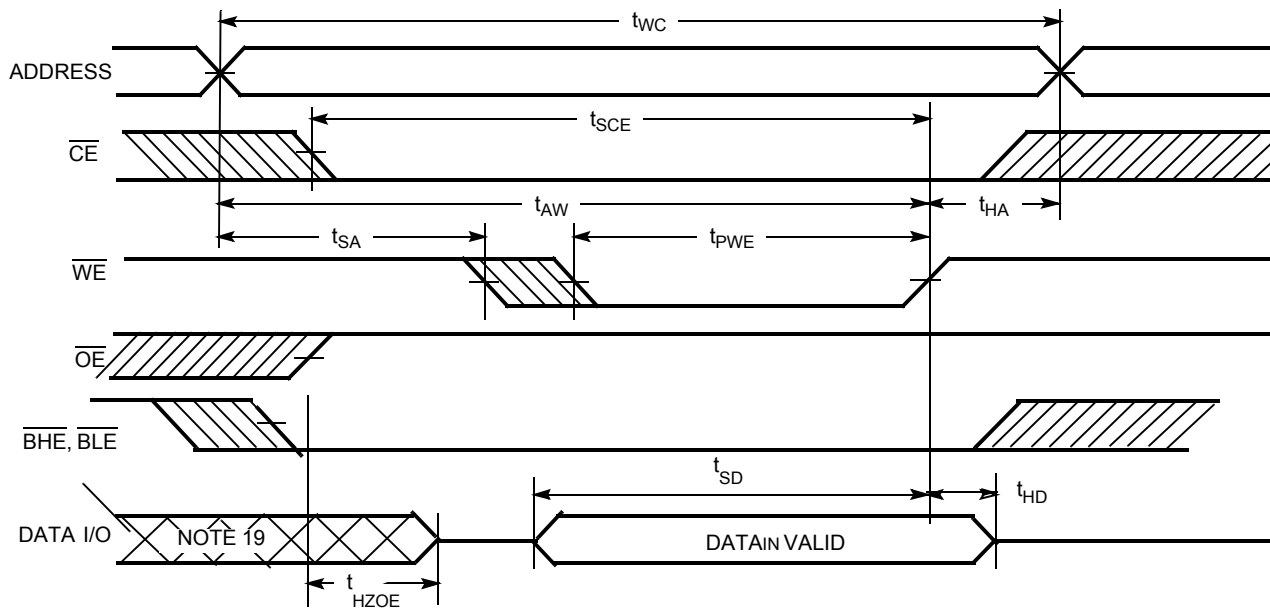 tWC
ADDRESS
tSCE
CE
tAW
tHA
tSA
tPWE
WE
OE
BHE, BLE
tSD
tHD
DATA I/O
NOTE 19
DATAIN VALID
tHZOE